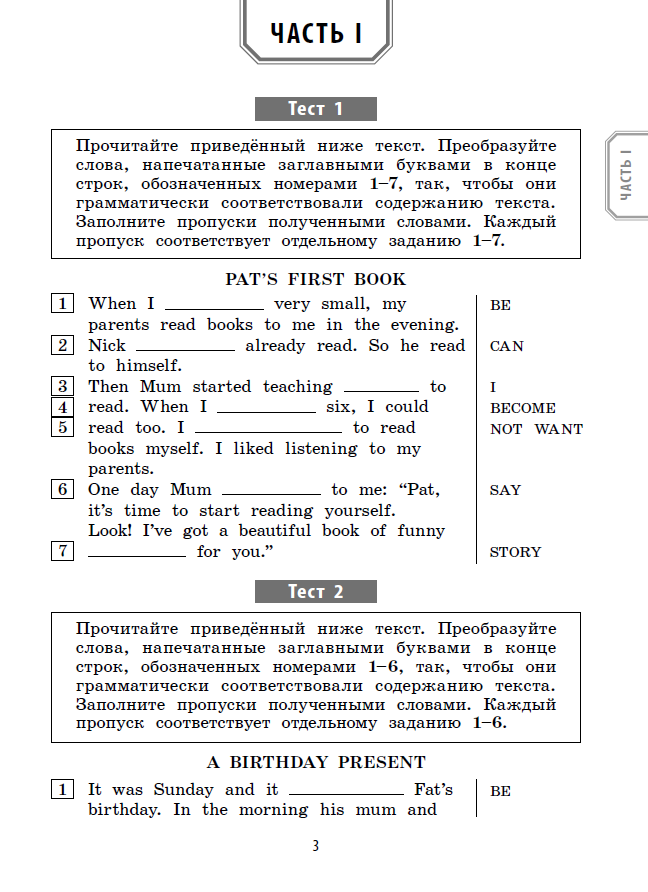 ЧАСТЬ I
Тест 1
Прочитайте приведённый ниже текст. Преобразуйте
слова, напечатанные заглавными буквами в конце
строк, обозначенных номерами 1–7, так, чтобы они
грамматически соответствовали содержанию текста.
Заполните пропуски полученными словами. Каждый
пропуск соответствует отдельному заданию 1–7.
ЧАСТЬ I
PAT'S FIRST BOOK
1 When I ____________ very small, my BE
parents read books to me in the evening.
2 Nick ____________ already read. So he read CAN
to himself.
3 Then Mum started teaching _________ to I
4 read. When I ____________ six, I could BECOME
5 read too. I __________________ to read NOT WANT
books myself. I liked listening to my
parents.
6 One day Mum ____________ to me: “Pat, SAY
it's time to start reading yourself.
Look! I've got a beautiful book of funny
7 ____________ for you.” STORY
Тест 2
Прочитайте приведённый ниже текст. Преобразуйте
слова, напечатанные заглавными буквами в конце
строк, обозначенных номерами 1–6, так, чтобы они
грамматически соответствовали содержанию текста.
Заполните пропуски полученными словами. Каждый
пропуск соответствует отдельному заданию 1–6.
A BIRTHDAY PRESENT
1 It was Sunday and it ______________ Fat's BE
birthday. In the morning his mum and
3